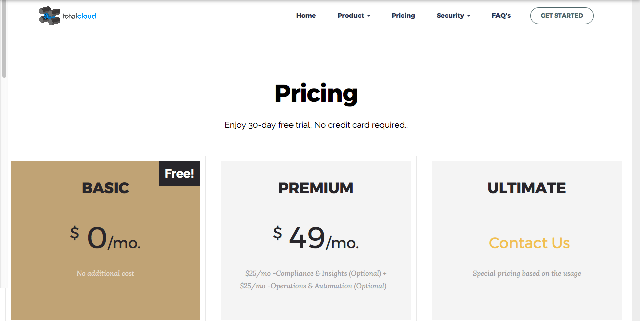 totalcloud
Home Product Pricing Security FAQ's GET STARTED
Pricing
Enjoy 30-day free trial. No credit card required.
Free!
BASIC
$ 0/mo.
No additional cost
PREMIUM
$ 49/mo.
$25/mo -Compliance & Insights (Optional) +
$25/mo -Operations & Automation (Optional)
ULTIMATE
Contact Us
Special pricing based on the usage